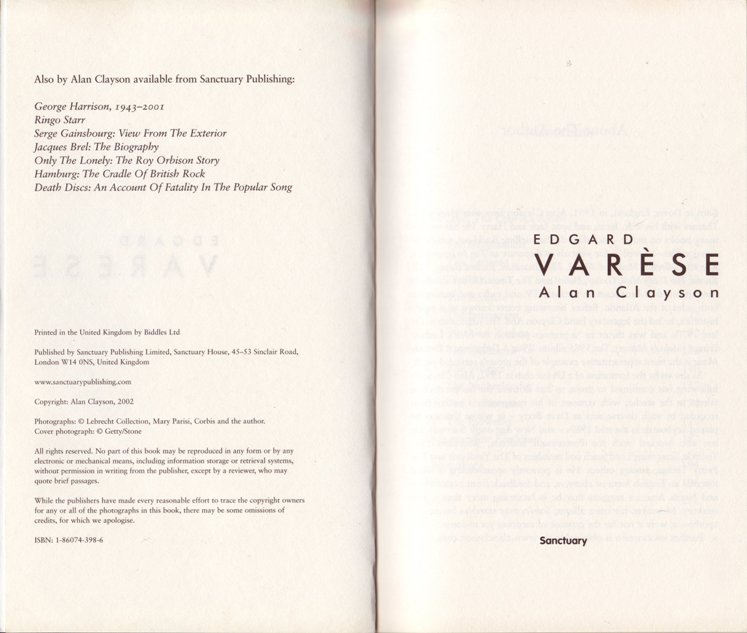 Also by Alan Clayson available from Sanctuary Publishing:
George Harrison, 1943–2001
Ringo Starr
Serge Gainsbourg: View From The Exterior
Jacques Brel: The Biography
Only The Lonely: The Roy Orbison Story
Hamburg: The Cradle Of British Rock
Death Discs: An Account Of Fatality In The Popular Song
Printed in the United Kingdom by Biddles Ltd
Published by Sanctuary Publishing Limited, Sanctuary House, 45–53 Sinclair Road,
London W14 0NS, United Kingdom
www.sanctuarypublishing.com
Copyright: Alan Clayson, 2002
Photographs: © Lebrecht Collection, Mary Parisi, Corbis and the author.
Cover photograph: © Getty/Stone
All rights reserved. No part of this book may be reproduced in any form or by any
electronic or mechanical means, including information storage or retrieval systems,
without permission in writing from the publisher, except by a reviewer, who may
quote brief passages.
While the publishers have made every reasonable effort to trace the copyright owners
for any or all of the photographs in this book, there may be some omissions of
credits, for which we apologise.
ISBN: 1-86074-398-6
EDGARD
VARÈSE
Alan Clayson
Sanctuary